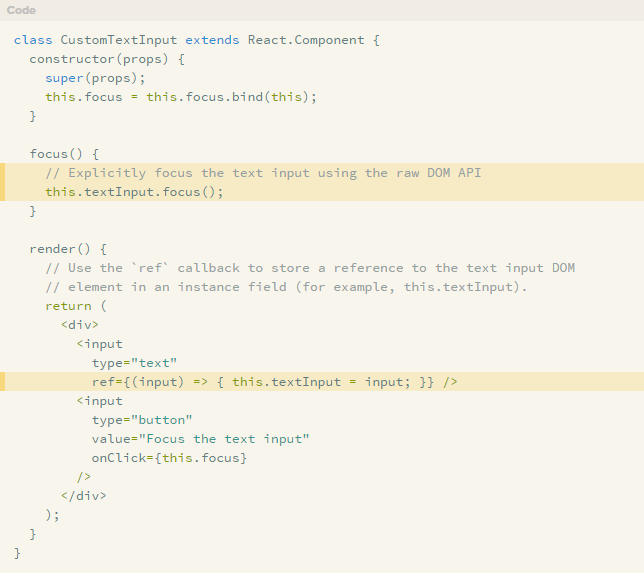 Code
class CustomTextInput extends React.Component {
  constructor(props) {
    super(props);
    this.focus = this.focus.bind(this);
  }

  focus() {
    // Explicitly focus the text input using the raw DOM API
    this.textInput.focus();
  }

  render() {
    // Use the `ref` callback to store a reference to the text input DOM
    // element in an instance field (for example, this.textInput).
    return (
      <div>
        <input
          type="text"
          ref={(input) => { this.textInput = input; }} />
        <input
          type="button"
          value="Focus the text input"
          onClick={this.focus}
        />
      </div>
    );
  }
}